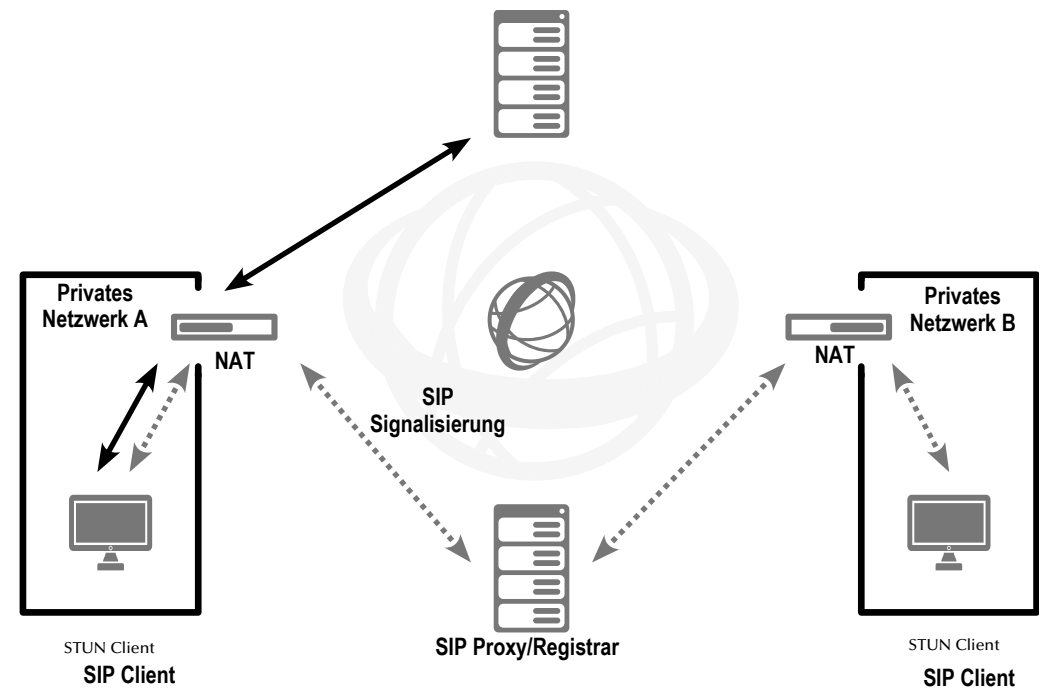 Privates
Netzwerk A
NAT
Privates
Netzwerk B
NAT
SIP
Signalisierung
SIP Proxy/Registrar
STUN Client
SIP Client
STUN Client
SIP Client